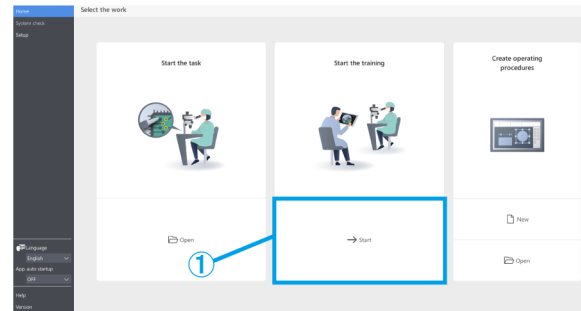 Home
Select the work
System check
Setup
Start the task
Start the training
Create operating
procedures
Open
Start
New
Open
①
Language
English
App auto startup
OFF
Help
Version